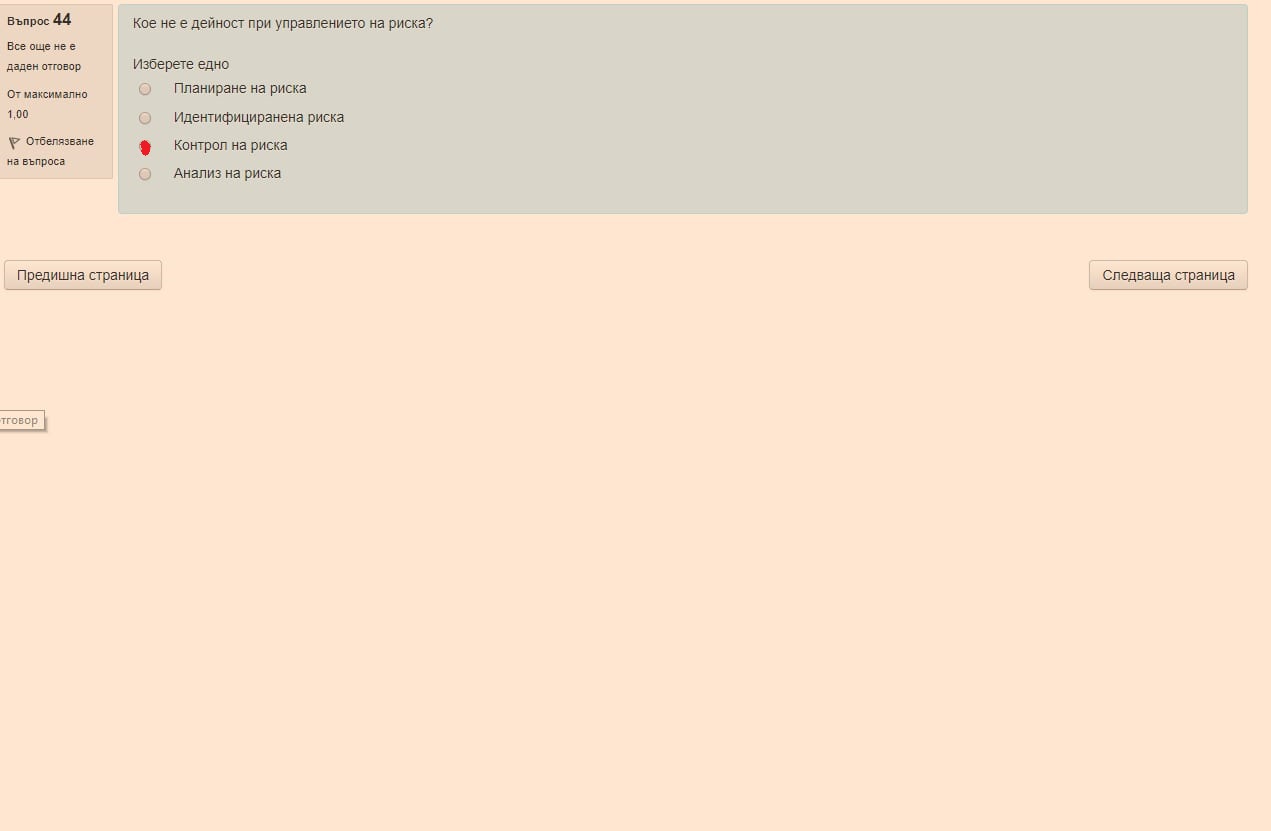 Въпрос 44
Все още не е
даден отговор
От максимално
1,00
Отбелязване
на въпроса
Кое не е дейност при управлението на риска?
Изберете едно
Планиране на риска
Идентифициранена риска
Контрол на риска
Анализ на риска
Предишна страница
Следваща страница
тговор